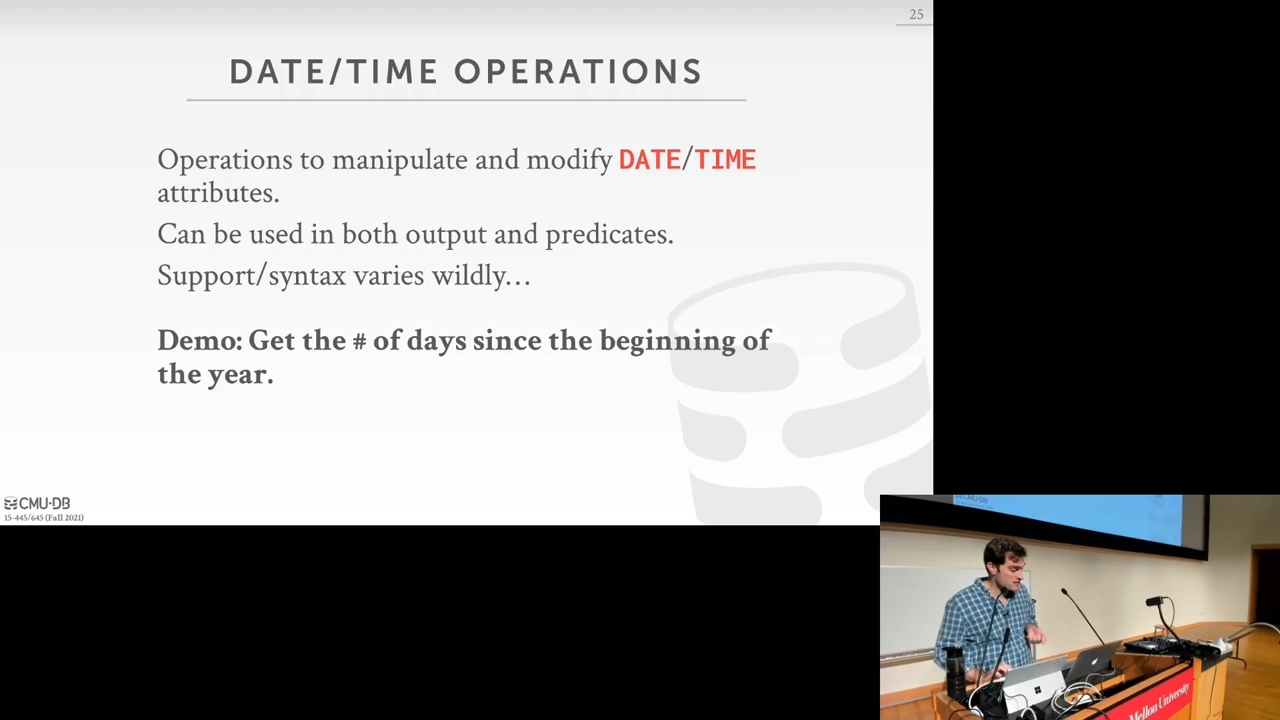 25
DATE/TIME OPERATIONS
Operations to manipulate and modify DATE/TIME
attributes.
Can be used in both output and predicates.
Support/syntax varies wildly…
Demo: Get the # of days since the beginning of
the year.
CMU·DB
15-445/645 (Fall 2021)
Mellon University